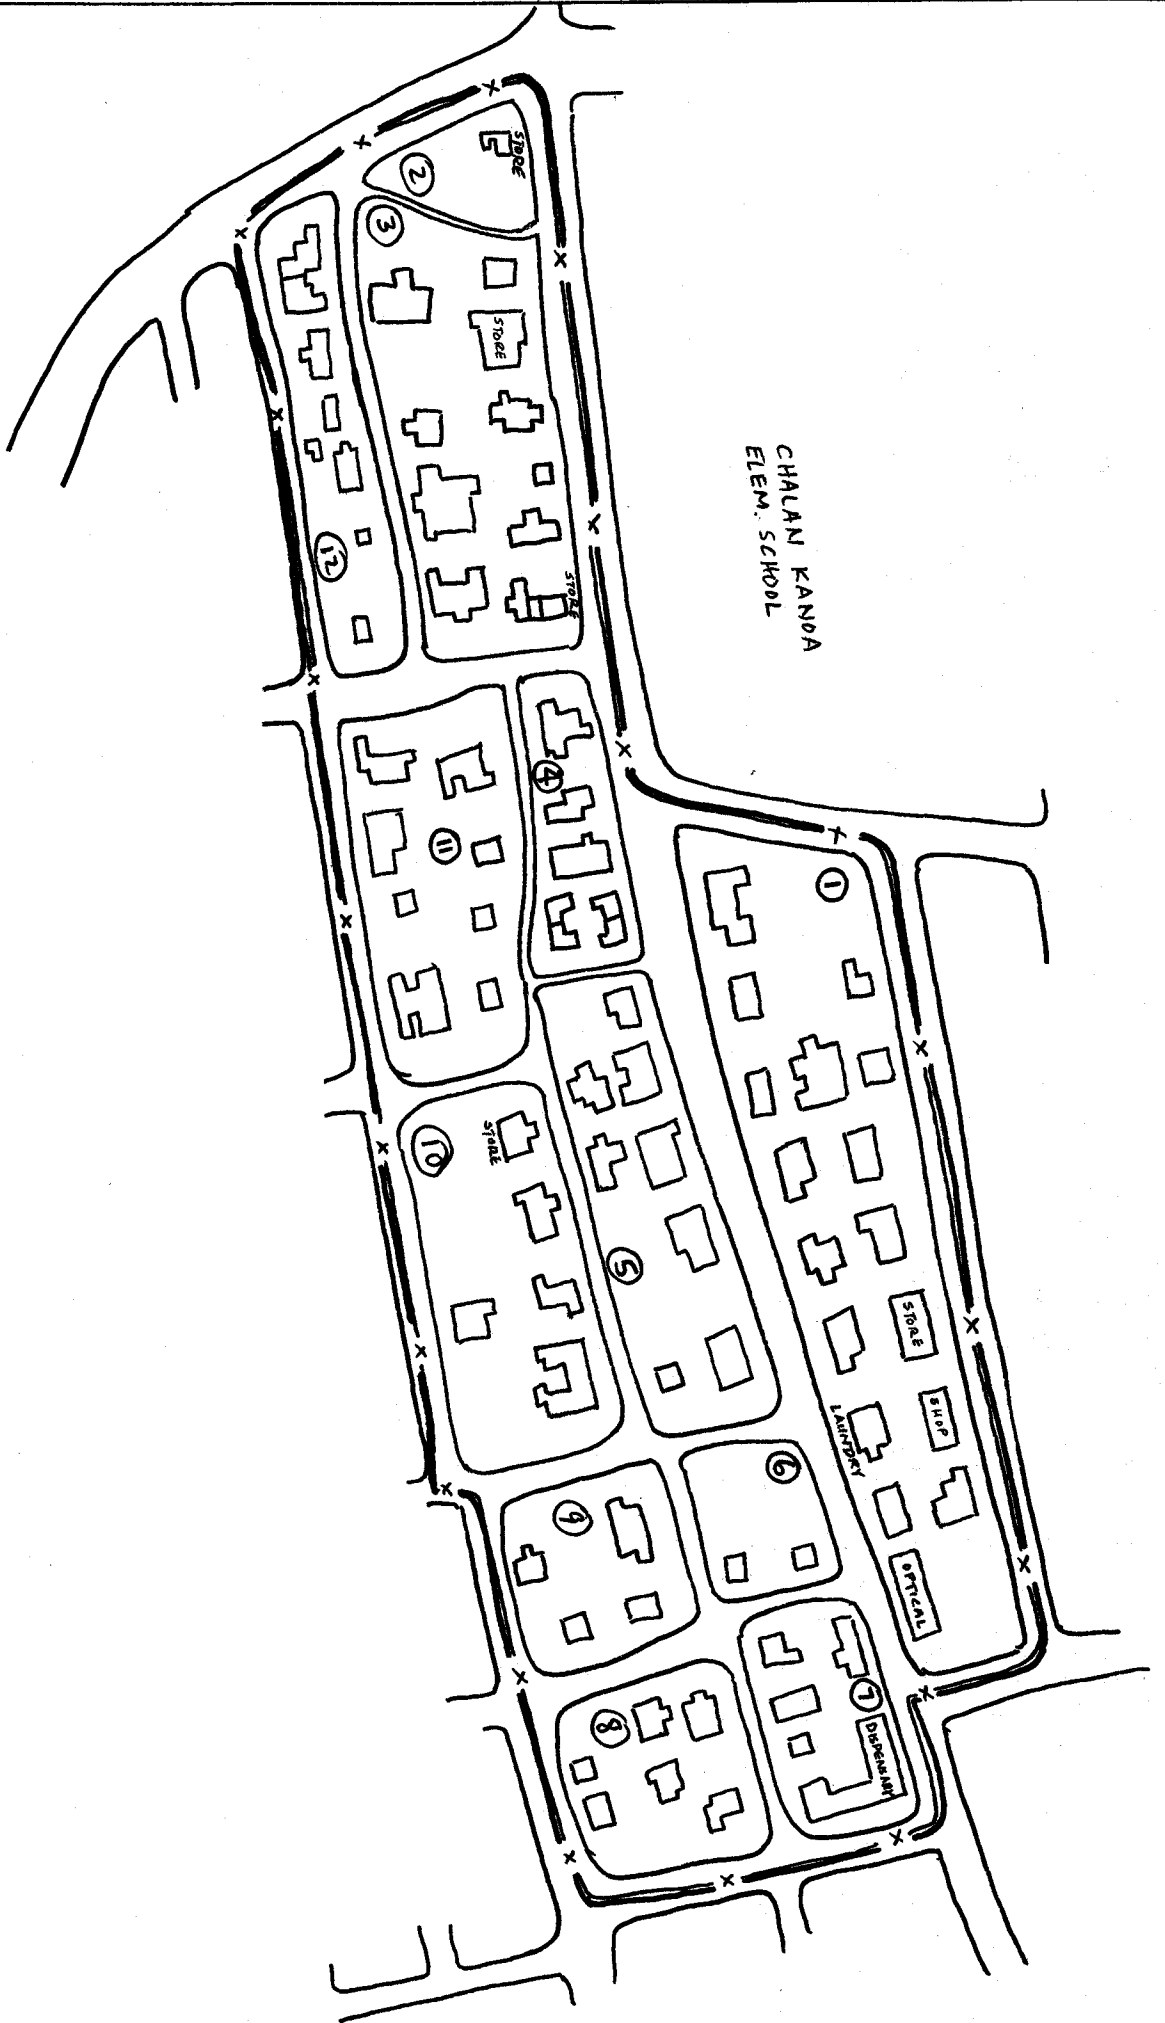 CHALAN KANOA
ELEM. SCHOOL
STORE
2
3
STORE
STORE
12
4
11
1
STORE
10
5
STORE
SHOP
LAUNDRY
6
9
OPTICAL
7
8
DISPENSARY